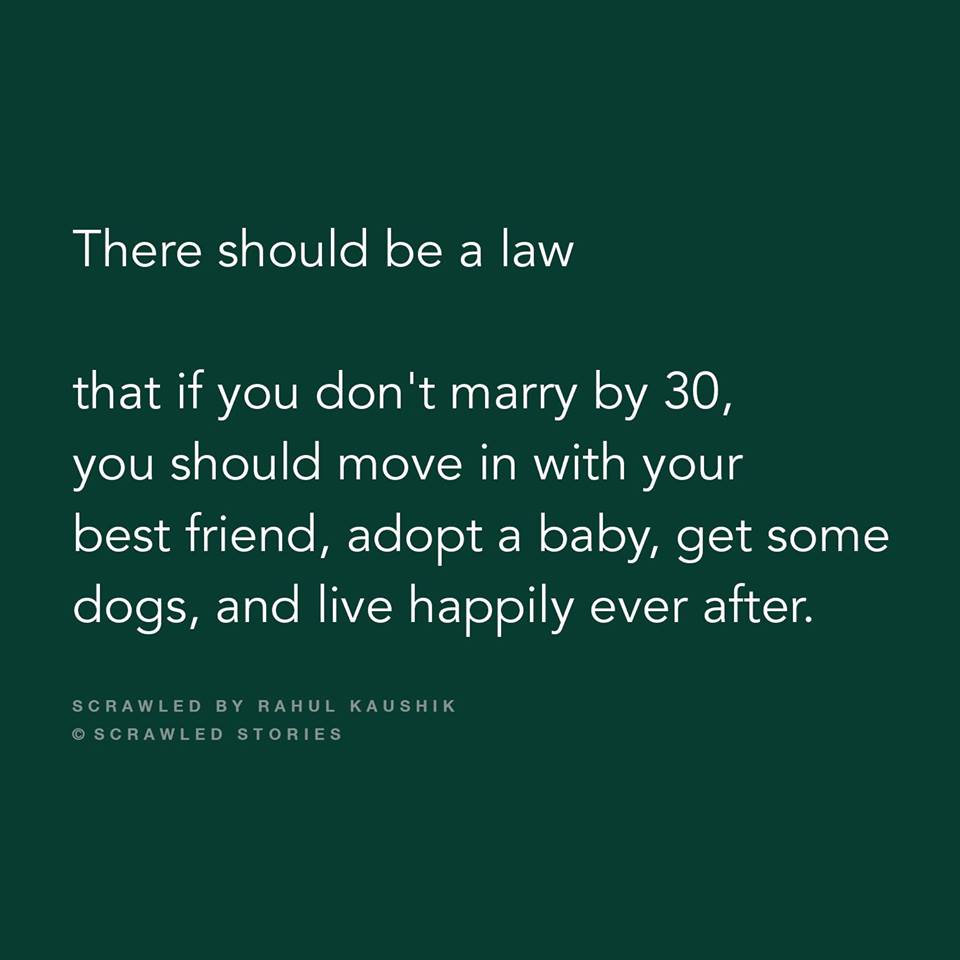 There should be a law
that if you don't marry by 30,
you should move in with your
best friend, adopt a baby, get some
dogs, and live happily ever after.
SCRAWLED BY RAHUL KAUSHIK
© SCRAWLED STORIES